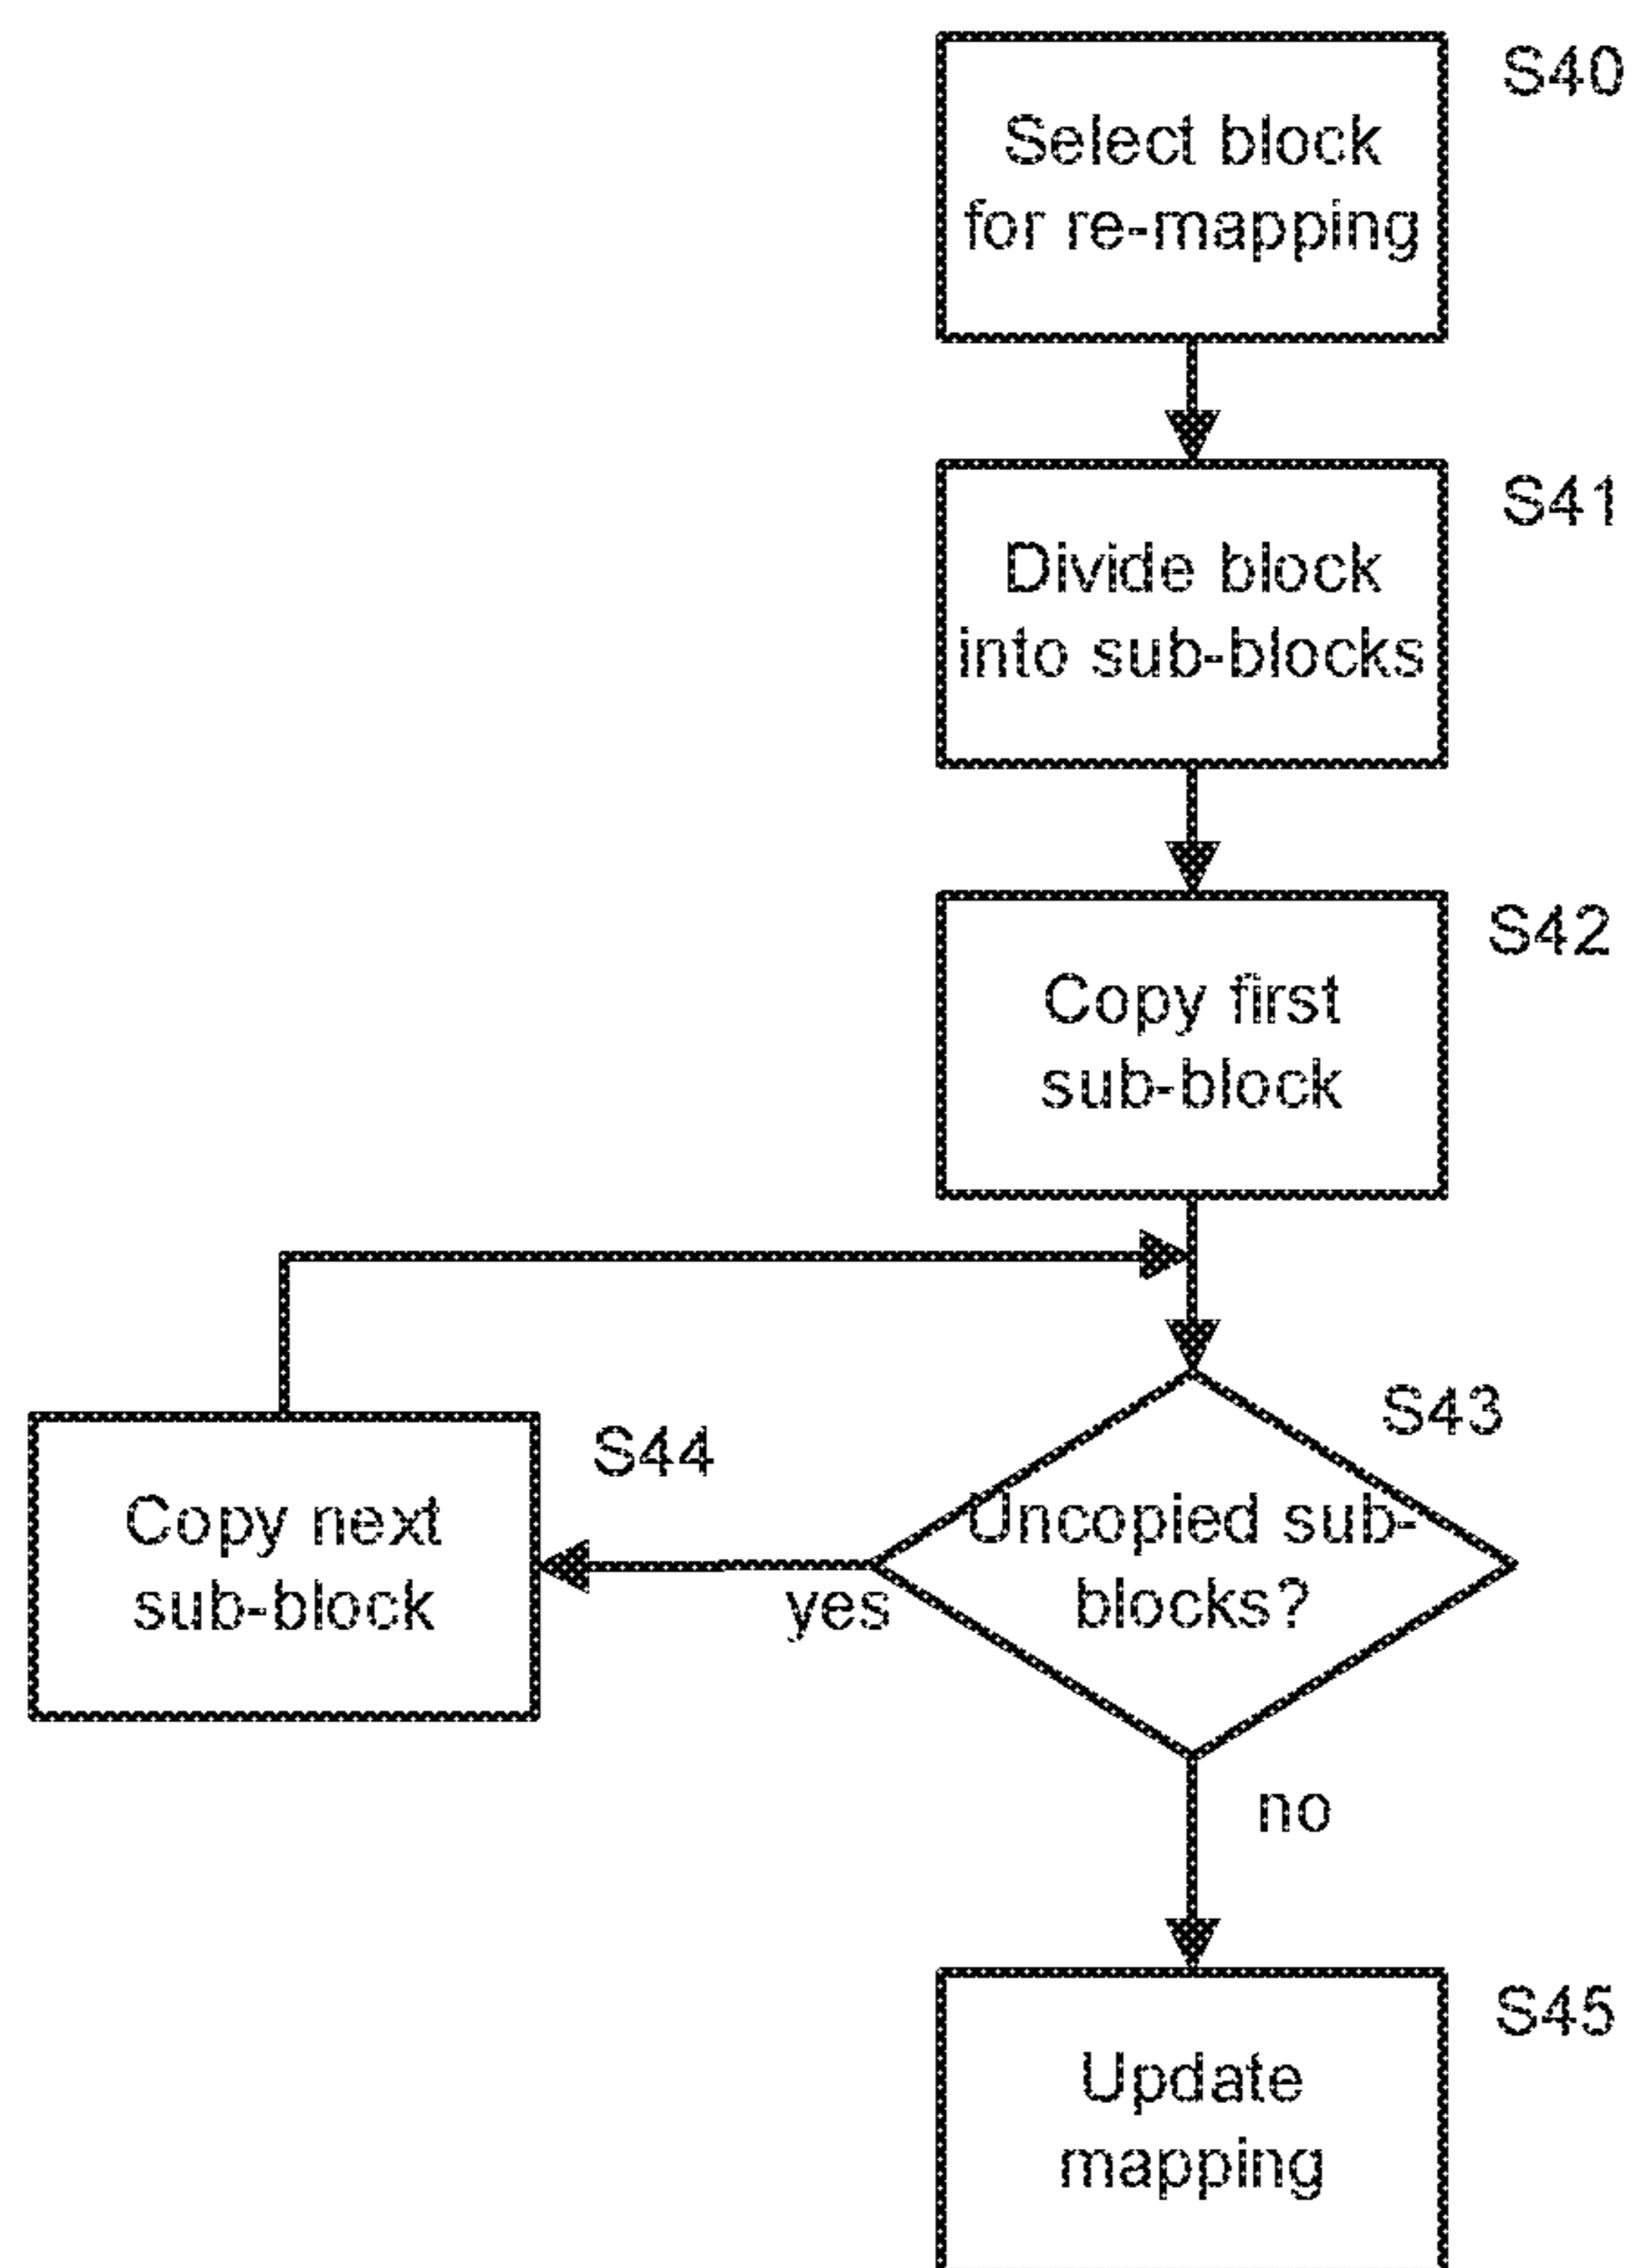 S40
Select block
for re-mapping
S41
Divide block
into sub-blocks
S42
Copy first
sub-block
S43
Uncopied sub-
blocks?
yes
S44
Copy next
sub-block
no
S45
Update
mapping